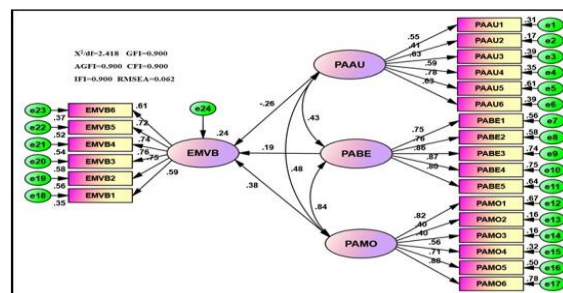 X²/df=2.418 GFI=0.900
AGFI=0.900 CFI=0.900
IFI=0.900 RMSEA=0.062
e23
.37
EMVB6
.61
e22
.52
EMVB5
.72
e21
.54
EMVB4
.74
e20
.58
EMVB3
.76
e19
.56
EMVB2
.75
e18
.35
EMVB1
.59
e24
.24
EMVB
-.26
.19
.38
PAAU
.43
.48
PABE
PAMO
.55
PAAU1
.31
e1
.41
PAAU2
.17
e2
.63
PAAU3
.39
e3
.59
PAAU4
.35
e4
.78
PAAU5
.61
e5
.63
PAAU6
.39
e6
.75
PABE1
.56
e7
.76
PABE2
.58
e8
.86
PABE3
.74
e9
.87
PABE4
.75
e10
PABE5
.64
e11
.82
PAMO1
.67
e12
.40
PAMO2
.16
e13
.40
PAMO3
.16
e14
.56
PAMO4
.32
e15
.71
PAMO5
.50
e16
.88
PAMO6
.78
e17